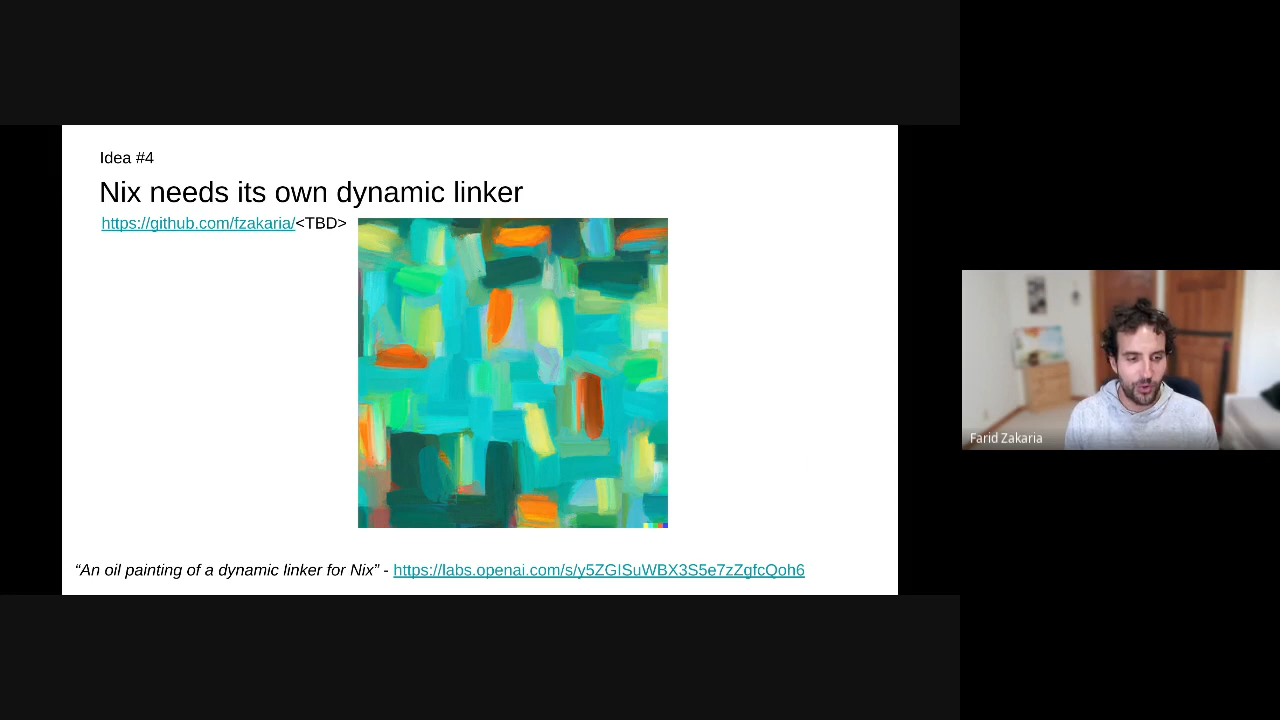 Idea #4
Nix needs its own dynamic linker
https://github.com/fzakaria/<TBD>
“An oil painting of a dynamic linker for Nix” - https://labs.openai.com/s/y5ZGISuWBX3S5e7zZgfcQoh6
Farid Zakaria